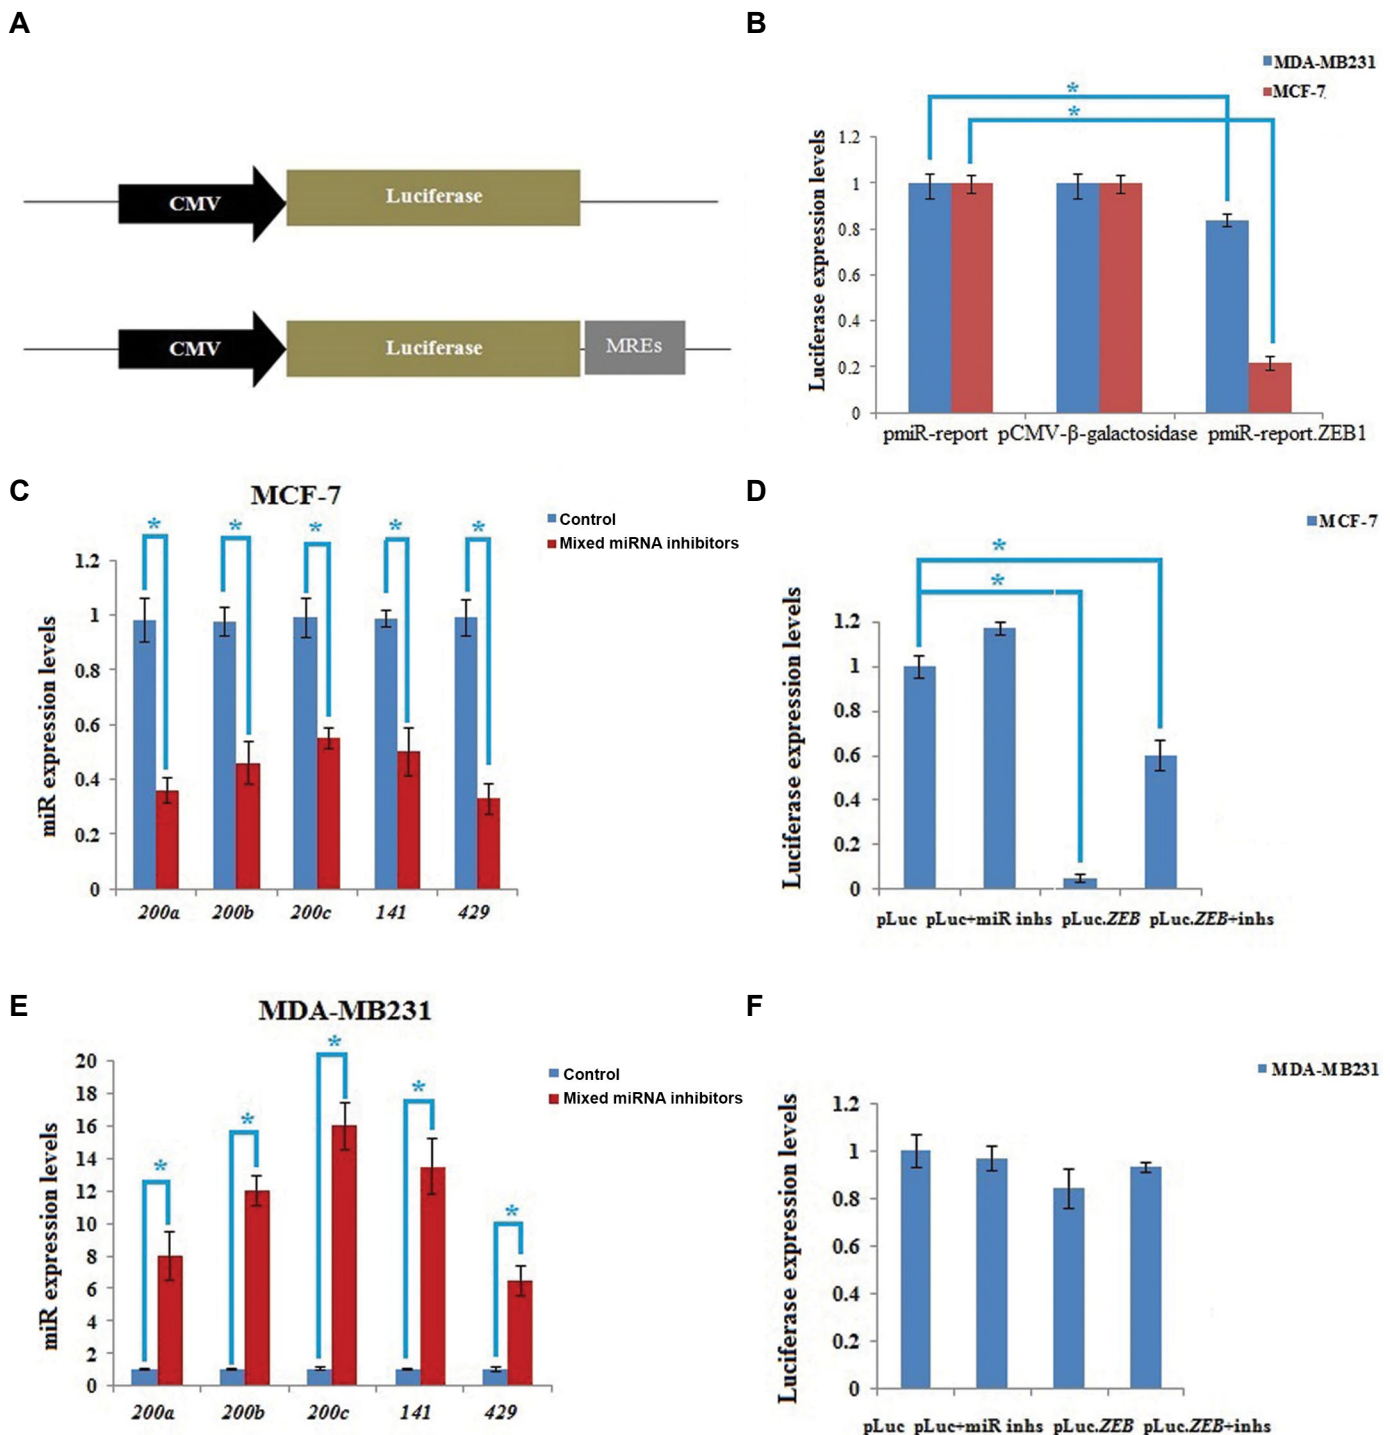 A
CMV
Luciferase
CMV
Luciferase
MREs
B
MDA-MB231
MCF-7
*
*
Luciferase expression levels
1.2
1
0.8
0.6
0.4
0.2
0
pmiR-report pCMV-β-galactosidase pmiR-report.ZEB1
C
MCF-7
Control
Mixed miRNA inhibitors
* * * * *
miR expression levels
1.2
1
0.8
0.6
0.4
0.2
0
200a 200b 200c 141 429
D
MCF-7
*
*
Luciferase expression levels
1.2
1
0.8
0.6
0.4
0.2
0
pLuc pLuc+miR inhs pLuc.ZEB pLuc.ZEB+inhs
E
MDA-MB231
Control
Mixed miRNA inhibitors
* * * * *
miR expression levels
20
18
16
14
12
10
8
6
4
2
0
200a 200b 200c 141 429
F
MDA-MB231
Luciferase expression levels
1.2
1
0.8
0.6
0.4
0.2
0
pLuc pLuc+miR inhs pLuc.ZEB pLuc.ZEB+inhs